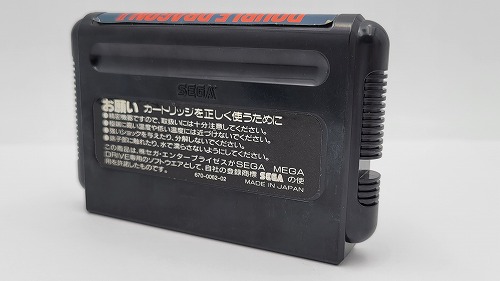 DOUBLE DRAGON II
SEGA
お願い カートリッジを正しく使うために
●精密機器ですので、取扱いには十分注意してください。
●極端に高い温度や低い温度には近づけないでください。
●強いショックを与えたり、分解しないでください。
●端子部に触れたり、水で濡らさないようにしてください。
この商品は、㈱セガ・エンタープライゼスがSEGA MEGA
DRIVE専用のソフトウエアとして、自社の登録商標 SEGA の使
用を許諾したものです。
670-0062-02
MADE IN JAPAN